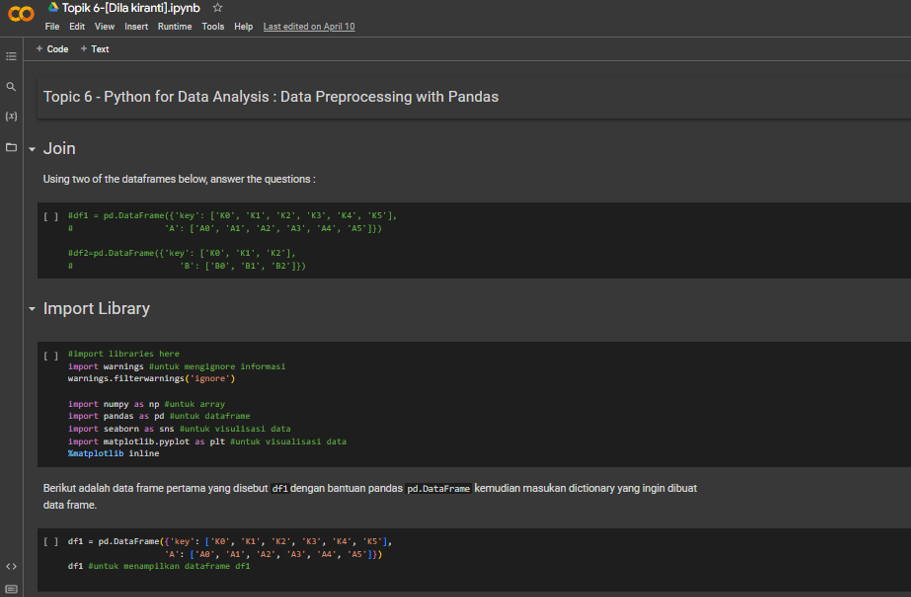 Topik 6-[Dila kiranti].ipynb
File Edit View Insert Runtime Tools Help Last edited on April 10
+ Code + Text
Topic 6 - Python for Data Analysis : Data Preprocessing with Pandas
Join
Using two of the dataframes below, answer the questions :
[ ] #df1 = pd.DataFrame({'key': ['K0', 'K1', 'K2', 'K3', 'K4', 'K5'],
# 'A': ['A0', 'A1', 'A2', 'A3', 'A4', 'A5']})
#df2=pd.DataFrame({'key': ['K0', 'K1', 'K2'],
# 'B': ['B0', 'B1', 'B2']})
Import Library
[ ] #import libraries here
import warnings #untuk mengignore informasi
warnings.filterwarnings('ignore')
import numpy as np #untuk array
import pandas as pd #untuk dataframe
import seaborn as sns #untuk visulisasi data
import matplotlib.pyplot as plt #untuk visualisasi data
%matplotlib inline
Berikut adalah data frame pertama yang disebut df1 dengan bantuan pandas pd.DataFrame kemudian masukan dictionary yang ingin dibuat
data frame.
[ ] df1 = pd.DataFrame({'key': ['K0', 'K1', 'K2', 'K3', 'K4', 'K5'],
'A': ['A0', 'A1', 'A2', 'A3', 'A4', 'A5']})
df1 #untuk menampilkan dataframe df1